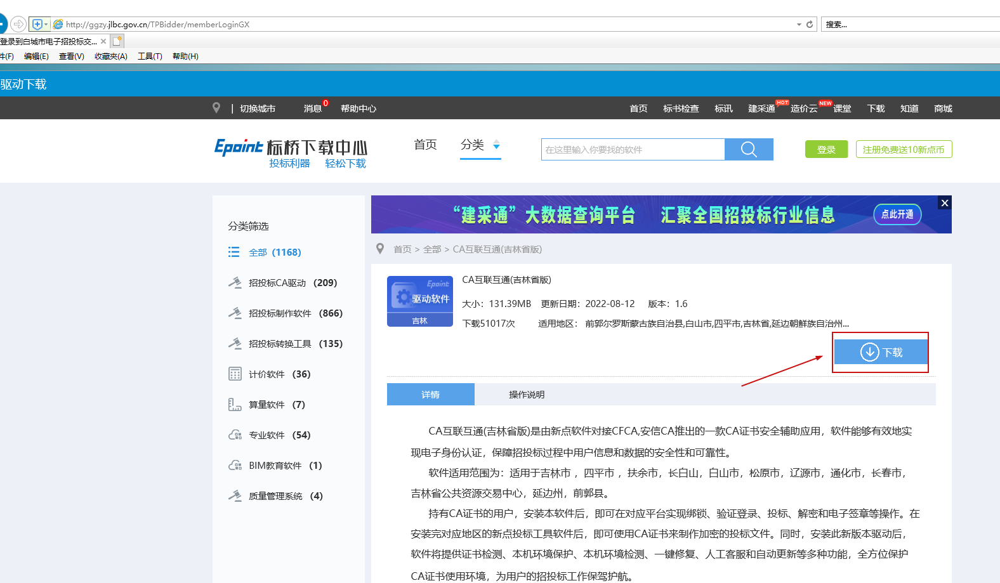 http://ggzy.jlbc.gov.cn/TPBidder/memberLoginGX
搜索...
登录到白城市电子招投标交...
件(F) 编辑(E) 查看(V) 收藏夹(A) 工具(T) 帮助(H)
驱动下载
| 切换城市 消息 0 帮助中心 首页 标书检查 标讯 建采通 HOT 造价云 NEW 课堂 下载 知道 商城
Epoint 标桥下载中心
投标利器 轻松下载
首页 分类
在这里输入你要找的软件
登录 注册免费送10新点币
分类筛选
全部 (1168)
招投标CA驱动 (209)
招投标制作软件 (866)
招投标转换工具 (135)
计价软件 (36)
算量软件 (7)
专业软件 (54)
BIM教育软件 (1)
质量管理系统 (4)
“建采通”大数据查询平台 汇聚全国招投标行业信息 点此开通 X
首页 > 全部 > CA互联互通(吉林省版)
Epoint
驱动软件
吉林
CA互联互通(吉林省版)
大小：131.39MB 更新日期：2022-08-12 版本：1.6
下载51017次 适用地区： 前郭尔罗斯蒙古族自治县,白山市,四平市,吉林省,延边朝鲜族自治州...
下载
详情 操作说明
CA互联互通(吉林省版)是由新点软件对接CFCA,安信CA推出的一款CA证书安全辅助应用，软件能够有效地实
现电子身份认证，保障招投标过程中用户信息和数据的安全性和可靠性。
软件适用范围为：适用于吉林市 ，四平市 ，扶余市，长白山，白山市，松原市，辽源市，通化市，长春市，
吉林省公共资源交易中心，延边州，前郭县。
持有CA证书的用户，安装本软件后，即可在对应平台实现绑锁、验证登录、投标、解密和电子签章等操作。在
安装完对应地区的新点投标工具软件后，即可使用CA证书来制作加密的投标文件。同时，安装此新版本驱动后，
软件将提供证书检测、本机环境保护、本机环境检测、一键修复、人工客服和自动更新等多种功能，全方位保护
CA证书使用环境，为用户的招投标工作保驾护航。